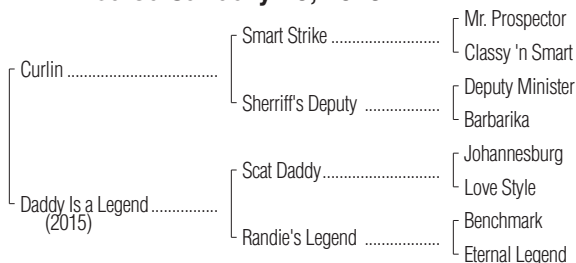 Smart Strike
Mr. Prospector
Classy 'n Smart
Curlin
Sherriff's Deputy
Deputy Minister
Barbarika
Scat Daddy
Johannesburg
Love Style
Daddy Is a Legend
(2015)
Randie's Legend
Benchmark
Eternal Legend